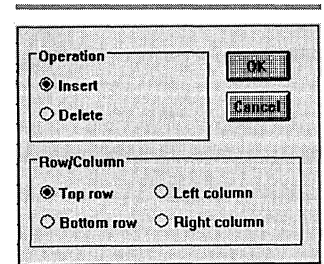 Operation
OK
Insert
Cancel
Delete
Row/Column
Top row Left column
Bottom row Right column